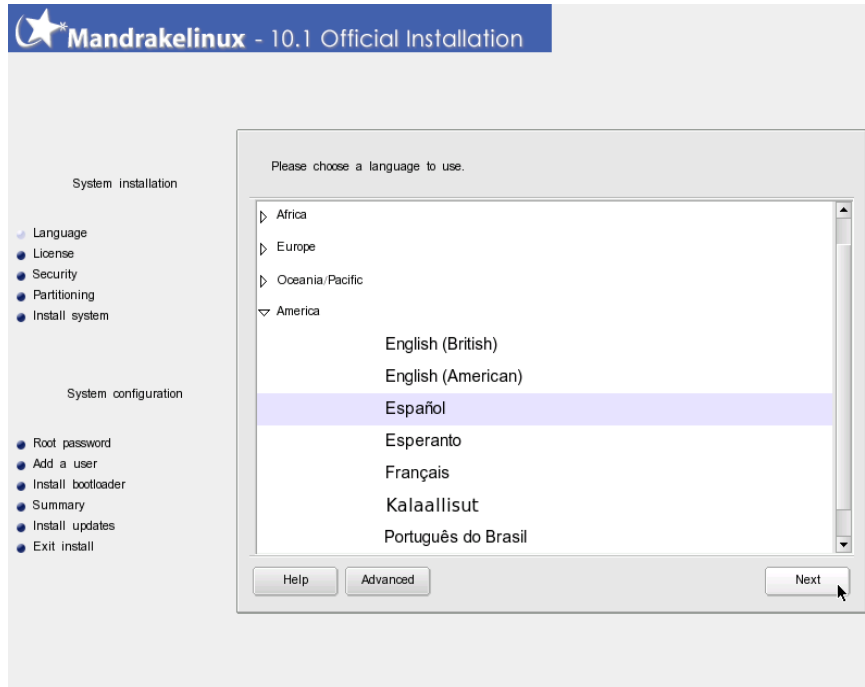 Mandrakelinux - 10.1 Official Installation
System installation
Language
License
Security
Partitioning
Install system
System configuration
Root password
Add a user
Install bootloader
Summary
Install updates
Exit install
Please choose a language to use.
Africa
Europe
Oceania/Pacific
America
English (British)
English (American)
Español
Esperanto
Français
Kalaallisut
Português do Brasil
Help
Advanced
Next